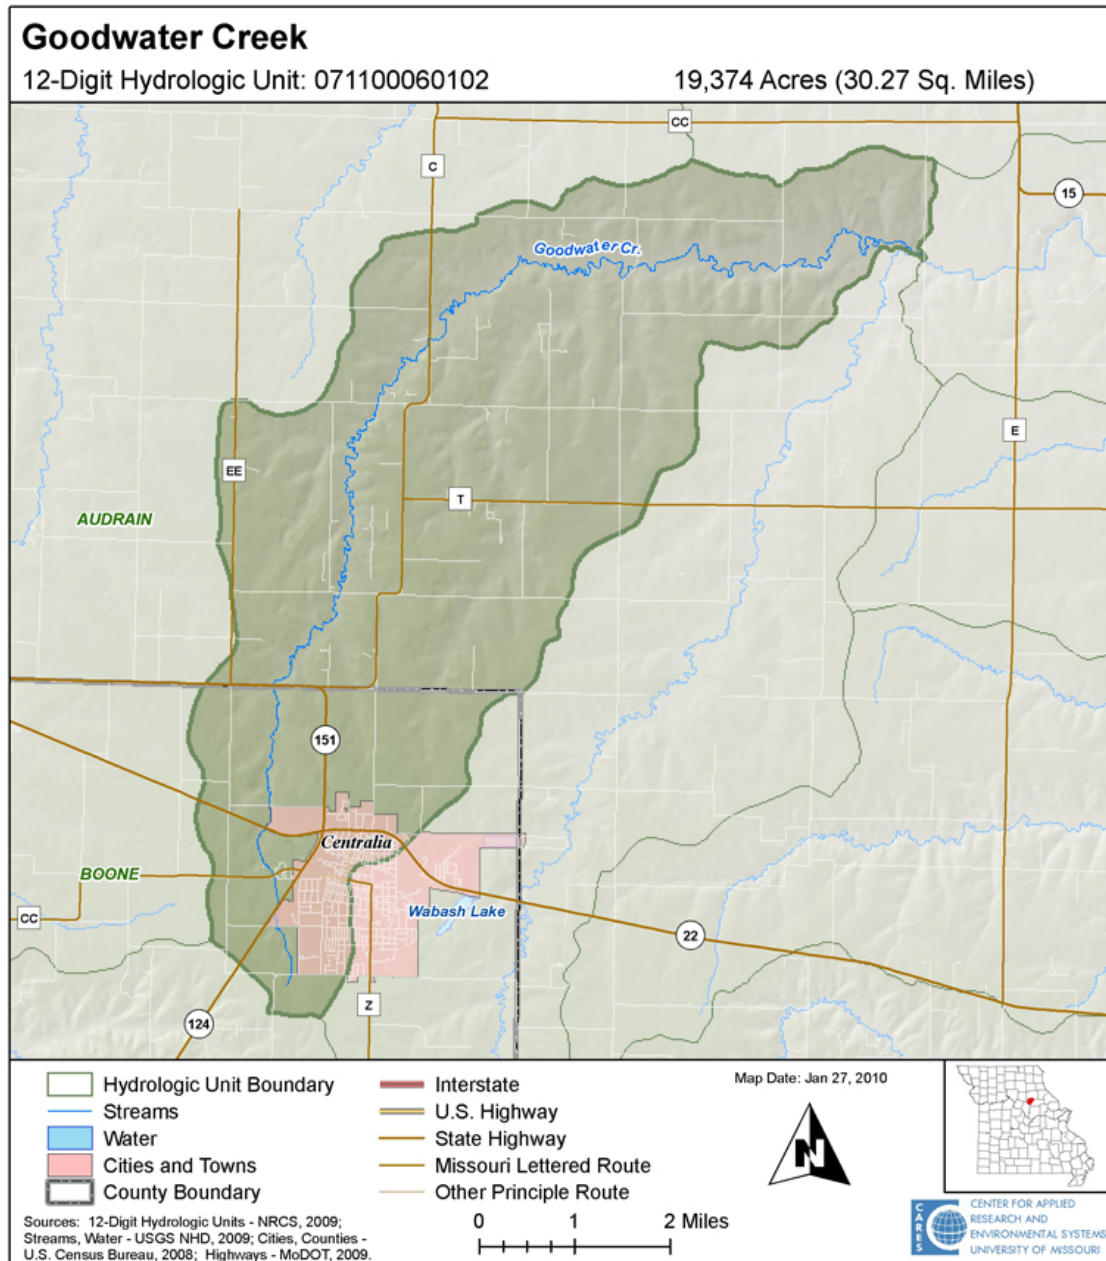 Goodwater Creek
12-Digit Hydrologic Unit: 071100060102 19,374 Acres (30.27 Sq. Miles)
CC
C
15
Goodwater Cr.
E
EE
T
AUDRAIN
151
Centralia
BOONE
Wabash Lake
CC
22
Z
124
Hydrologic Unit Boundary
Streams
Water
Cities and Towns
County Boundary
Interstate
U.S. Highway
State Highway
Missouri Lettered Route
Other Principle Route
Map Date: Jan 27, 2010
N
Sources: 12-Digit Hydrologic Units - NRCS, 2009;
Streams, Water - USGS NHD, 2009; Cities, Counties -
U.S. Census Bureau, 2008; Highways - MoDOT, 2009.
0 1 2 Miles
CARES
CENTER FOR APPLIED
RESEARCH AND
ENVIRONMENTAL SYSTEMS
UNIVERSITY OF MISSOURI